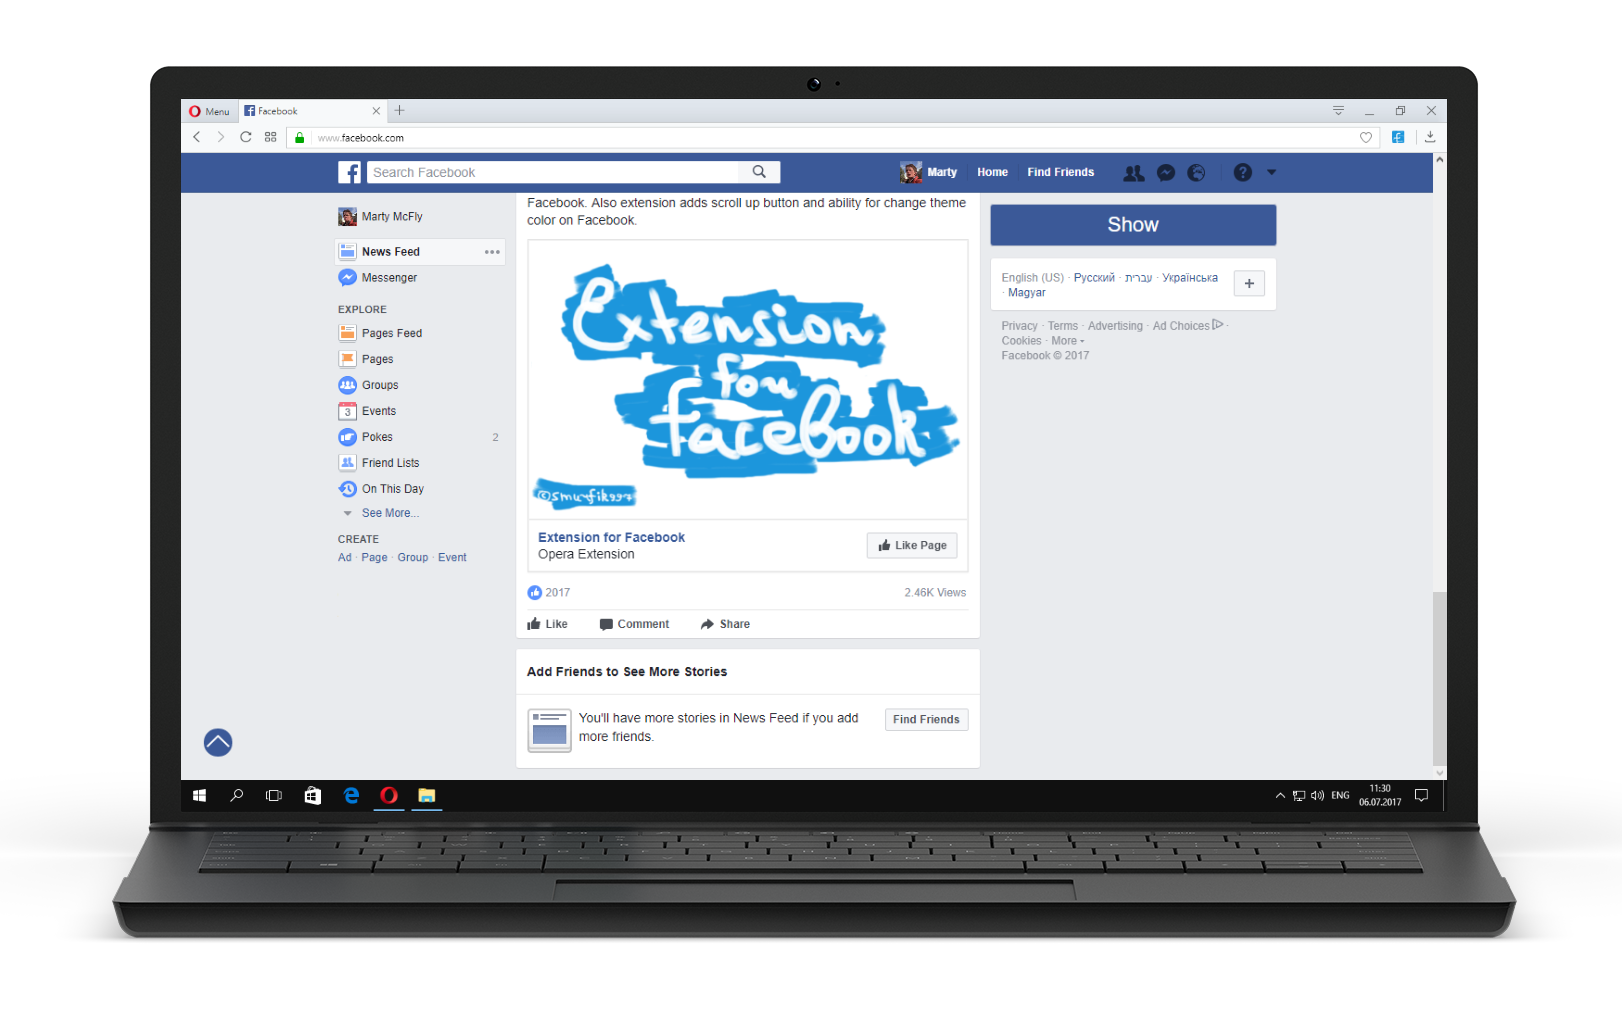 Menu
Facebook
www.facebook.com
Search Facebook
Marty
Home
Find Friends
Marty McFly
News Feed
Messenger
EXPLORE
Pages Feed
Pages
Groups
3
Events
Pokes
2
Friend Lists
On This Day
See More...
CREATE
Ad · Page · Group · Event
Facebook. Also extension adds scroll up button and ability for change theme
color on Facebook.
Extension
for
facebook
@smurfik997
Extension for Facebook
Opera Extension
Like Page
2017
2.46K Views
Like
Comment
Share
Add Friends to See More Stories
You'll have more stories in News Feed if you add
more friends.
Find Friends
Show
English (US) · Русский · עברית · Українська
· Magyar
Privacy · Terms · Advertising · Ad Choices ·
Cookies · More
Facebook © 2017
ENG
11:30
06.07.2017